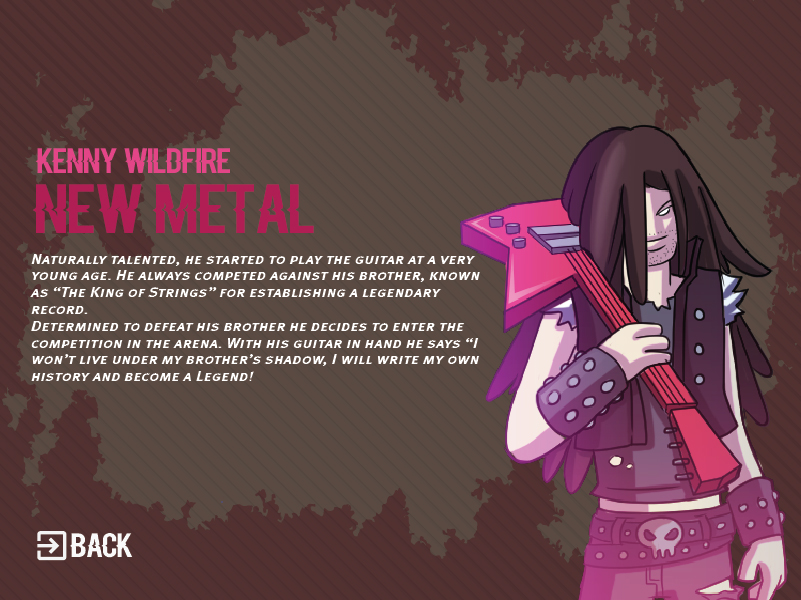 KENNY WILDFIRE
NEW METAL
Naturally talented, he started to play the guitar at a very
young age. He always competed against his brother, known
as “The King of Strings” for establishing a legendary
record.
Determined to defeat his brother he decides to enter the
competition in the arena. With his guitar in hand he says “I
won’t live under my brother’s shadow, I will write my own
history and become a Legend!
BACK